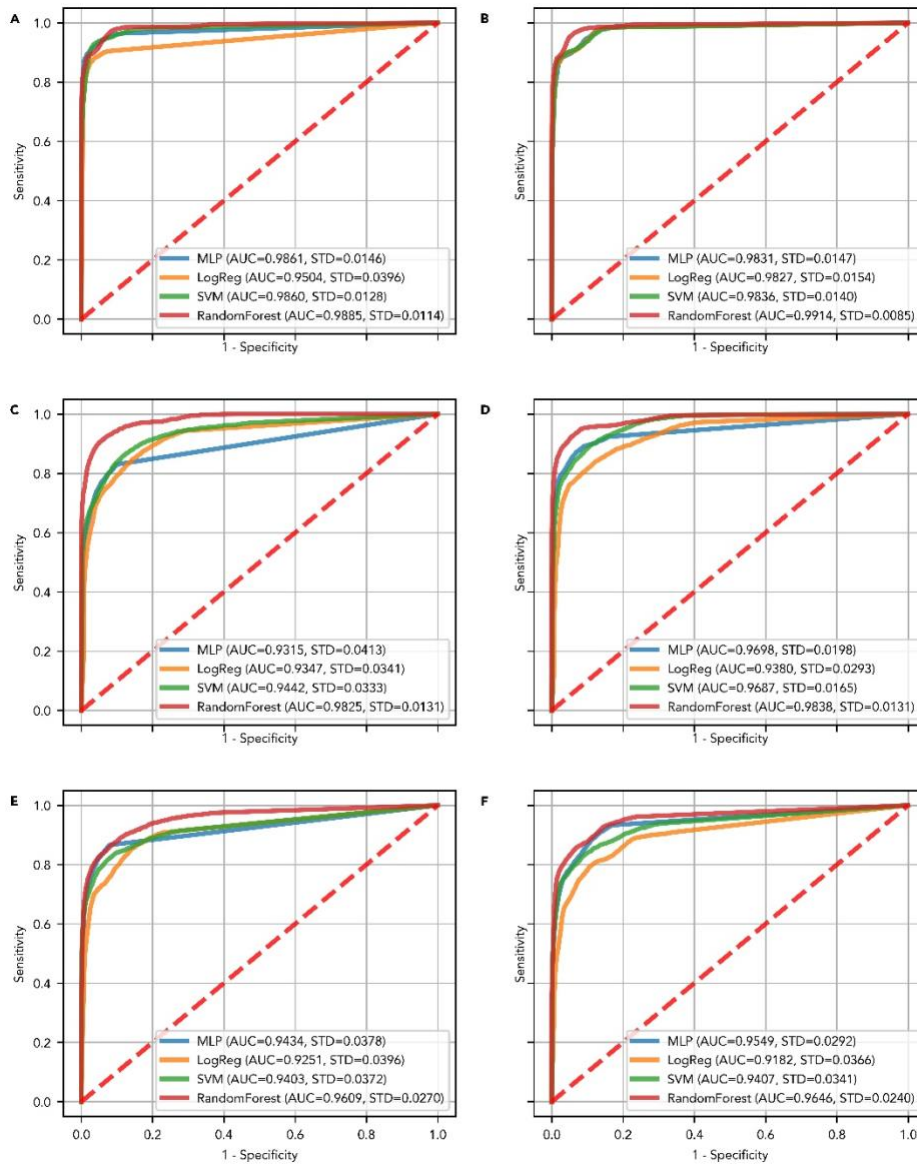 A
1.0
0.8
0.6
0.4
0.2
0.0
Sensitivity
MLP (AUC=0.9861, STD=0.0146)
LogReg (AUC=0.9504, STD=0.0396)
SVM (AUC=0.9860, STD=0.0128)
RandomForest (AUC=0.9885, STD=0.0114)
1 - Specificity
B
MLP (AUC=0.9831, STD=0.0147)
LogReg (AUC=0.9827, STD=0.0154)
SVM (AUC=0.9836, STD=0.0140)
RandomForest (AUC=0.9914, STD=0.0085)
1 - Specificity
C
1.0
0.8
0.6
0.4
0.2
0.0
Sensitivity
MLP (AUC=0.9315, STD=0.0413)
LogReg (AUC=0.9347, STD=0.0341)
SVM (AUC=0.9442, STD=0.0333)
RandomForest (AUC=0.9825, STD=0.0131)
1 - Specificity
D
MLP (AUC=0.9698, STD=0.0198)
LogReg (AUC=0.9380, STD=0.0293)
SVM (AUC=0.9687, STD=0.0165)
RandomForest (AUC=0.9838, STD=0.0131)
1 - Specificity
E
1.0
0.8
0.6
0.4
0.2
0.0
Sensitivity
MLP (AUC=0.9434, STD=0.0378)
LogReg (AUC=0.9251, STD=0.0396)
SVM (AUC=0.9403, STD=0.0372)
RandomForest (AUC=0.9609, STD=0.0270)
0.0 0.2 0.4 0.6 0.8 1.0
1 - Specificity
F
MLP (AUC=0.9549, STD=0.0292)
LogReg (AUC=0.9182, STD=0.0366)
SVM (AUC=0.9407, STD=0.0341)
RandomForest (AUC=0.9646, STD=0.0240)
0.0 0.2 0.4 0.6 0.8 1.0
1 - Specificity